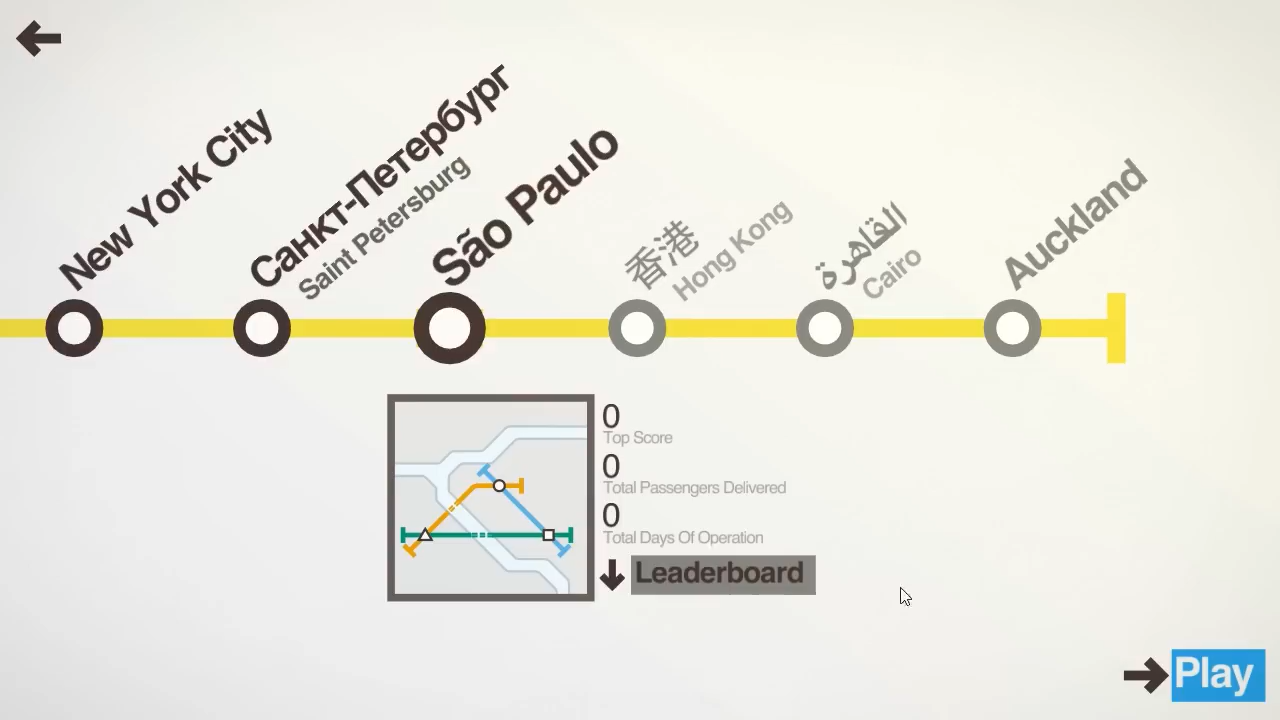 New York City
Санкт-Петербург
Saint Petersburg
São Paulo
香港
Hong Kong
القاهرة
Cairo
Auckland
0
Top Score
0
Total Passengers Delivered
0
Total Days Of Operation
Leaderboard
Play